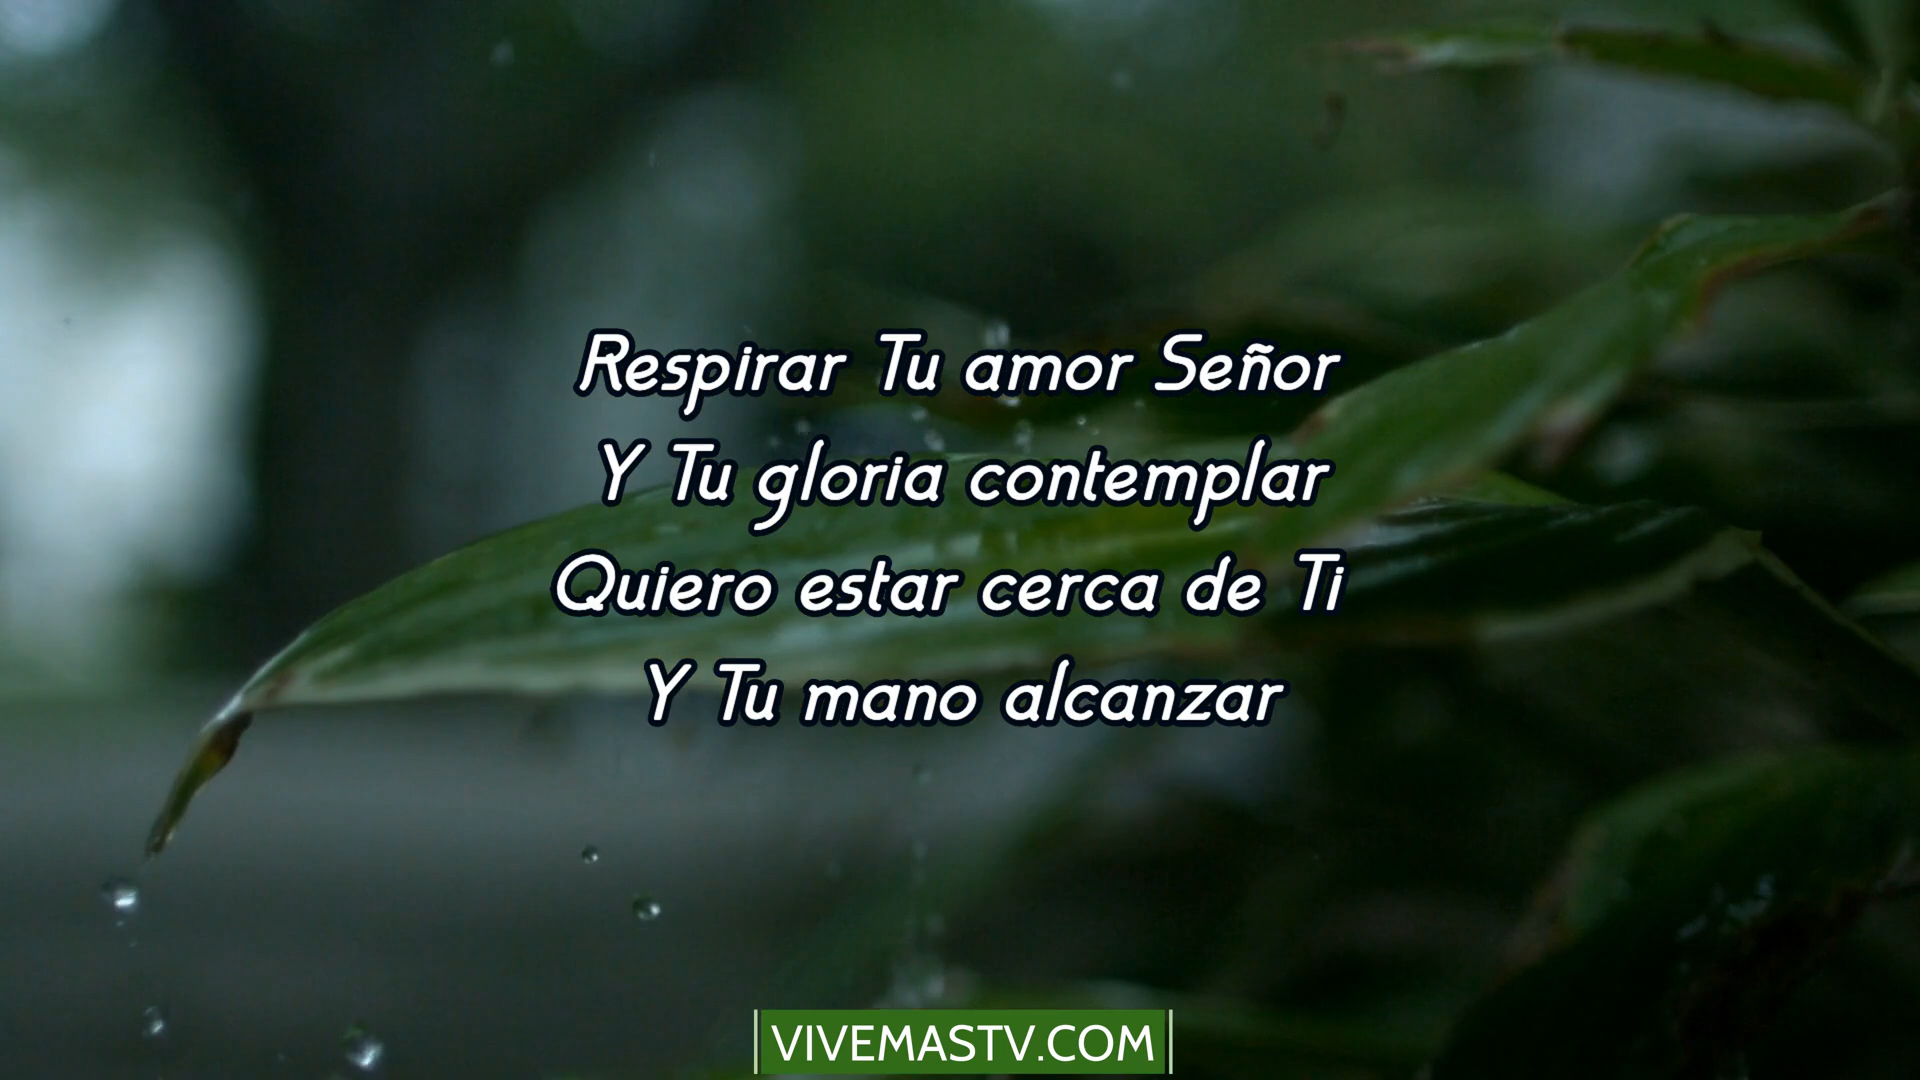 Respirar Tu amor Señor
Y Tu gloria contemplar
Quiero estar cerca de Ti
Y Tu mano alcanzar
VIVEMASTV.COM